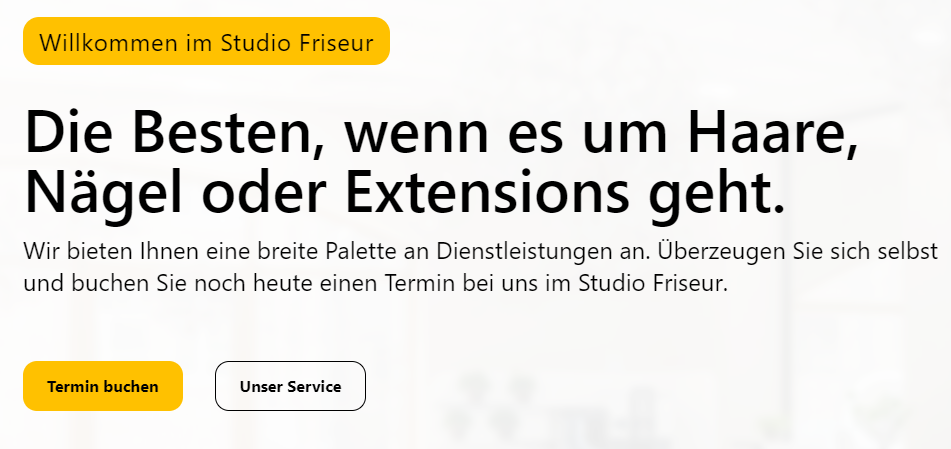 Willkommen im Studio Friseur
Die Besten, wenn es um Haare,
Nägel oder Extensions geht.
Wir bieten Ihnen eine breite Palette an Dienstleistungen an. Überzeugen Sie sich selbst
und buchen Sie noch heute einen Termin bei uns im Studio Friseur.
Termin buchen
Unser Service